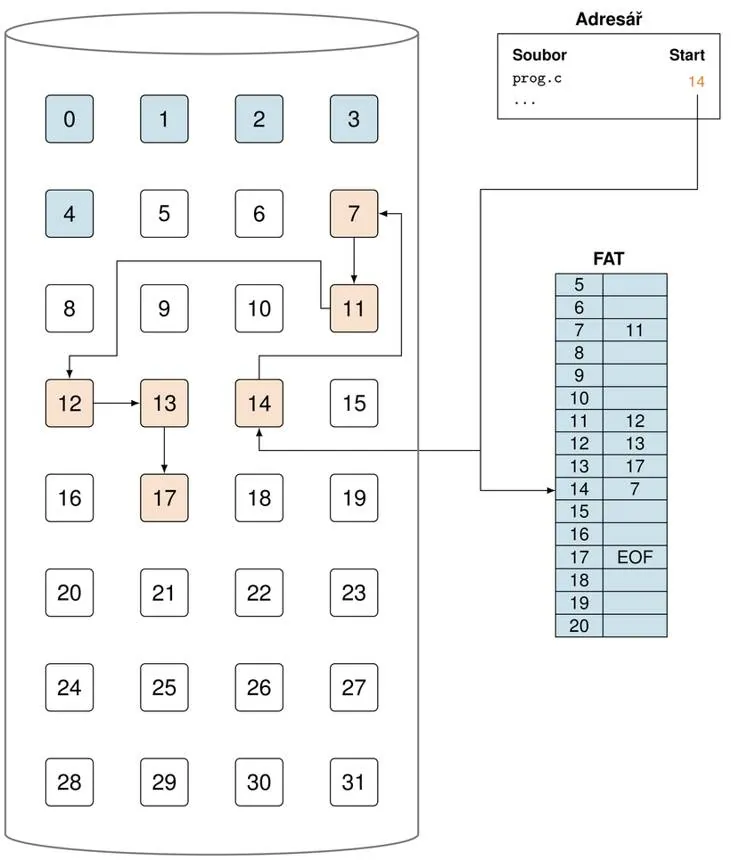 Adresář
Soubor Start
prog.c 14
...
0 1 2 3
4 5 6 7
8 9 10 11
12 13 14 15
16 17 18 19
20 21 22 23
24 25 26 27
28 29 30 31
FAT
5
6
7 11
8
9
10
11 12
12 13
13 17
14 7
15
16
17 EOF
18
19
20